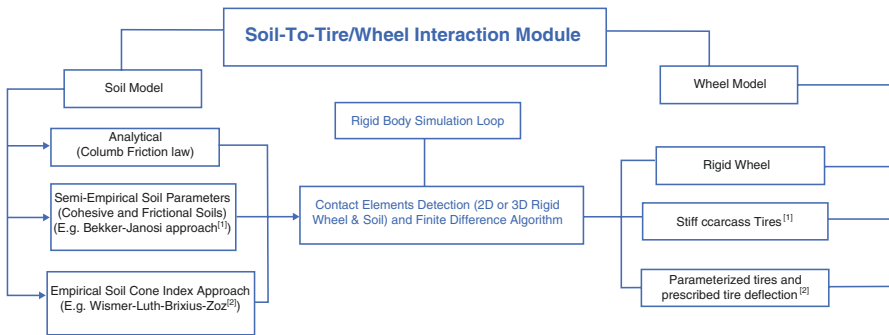 Soil-To-Tire/Wheel Interaction Module
Soil Model
Wheel Model
Rigid Body Simulation Loop
Analytical
(Columb Friction law)
Rigid Wheel
Semi-Empirical Soil Parameters
(Cohesive and Frictional Soils)
(E.g. Bekker-Janosi approach[1])
Contact Elements Detection (2D or 3D Rigid
Wheel & Soil) and Finite Difference Algorithm
Stiff ccarcass Tires [1]
Empirical Soil Cone Index Approach
(E.g. Wismer-Luth-Brixius-Zoz[2])
Parameterized tires and
prescribed tire deflection [2]